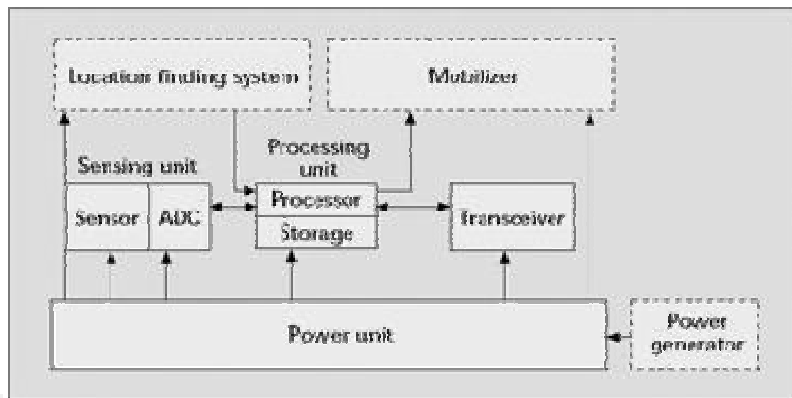 Location finding system
Mobilizer
Sensing unit
Processing
unit
Sensor
ADC
Processor
Storage
Transceiver
Power unit
Power
generator